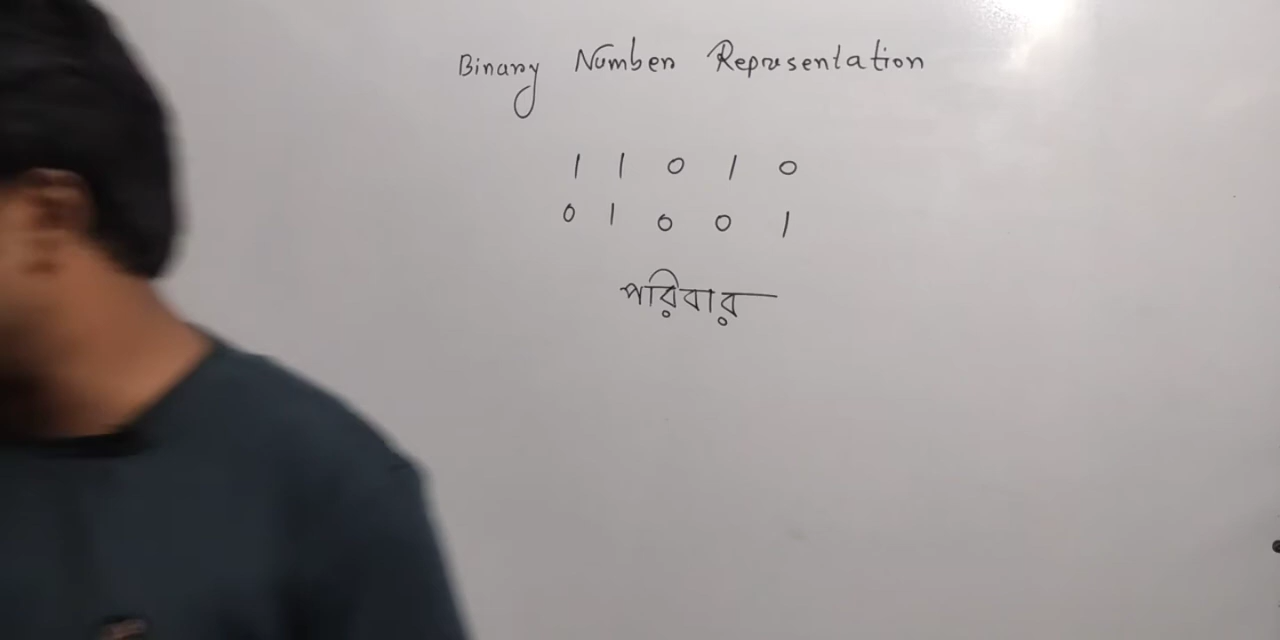 Binary Number Representation
1 1 0 1 0
0 1 0 0 1
পরিবার